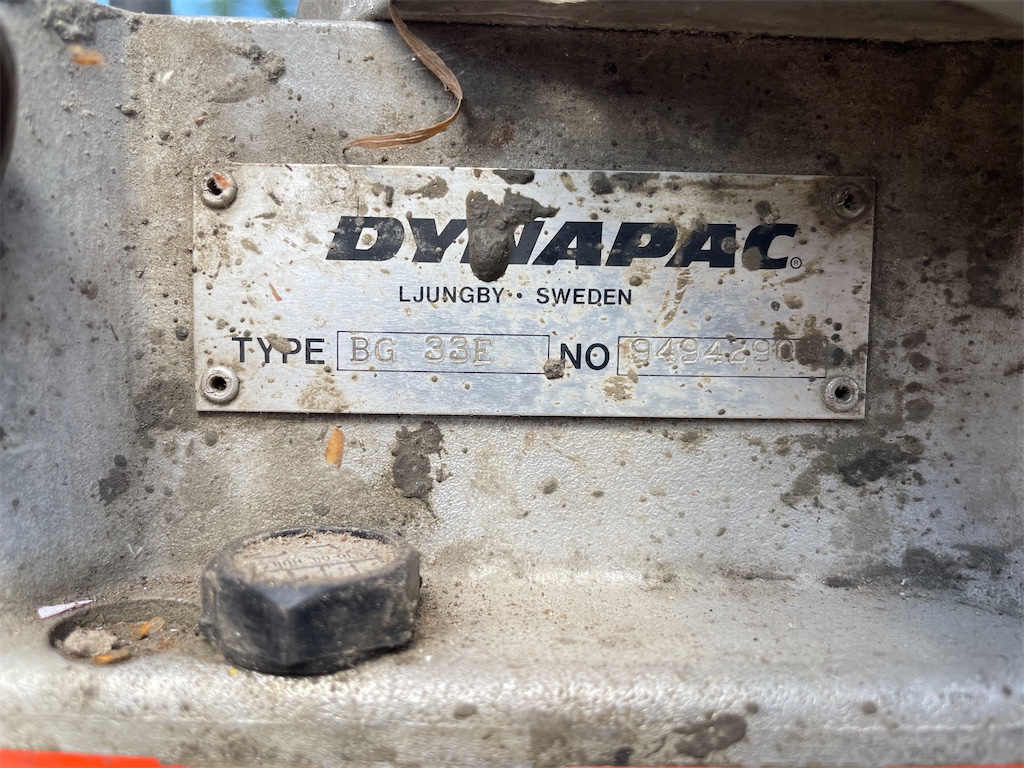 DYNAPAC®
LJUNGBY · SWEDEN
TYPE BG 33E NO 9494290